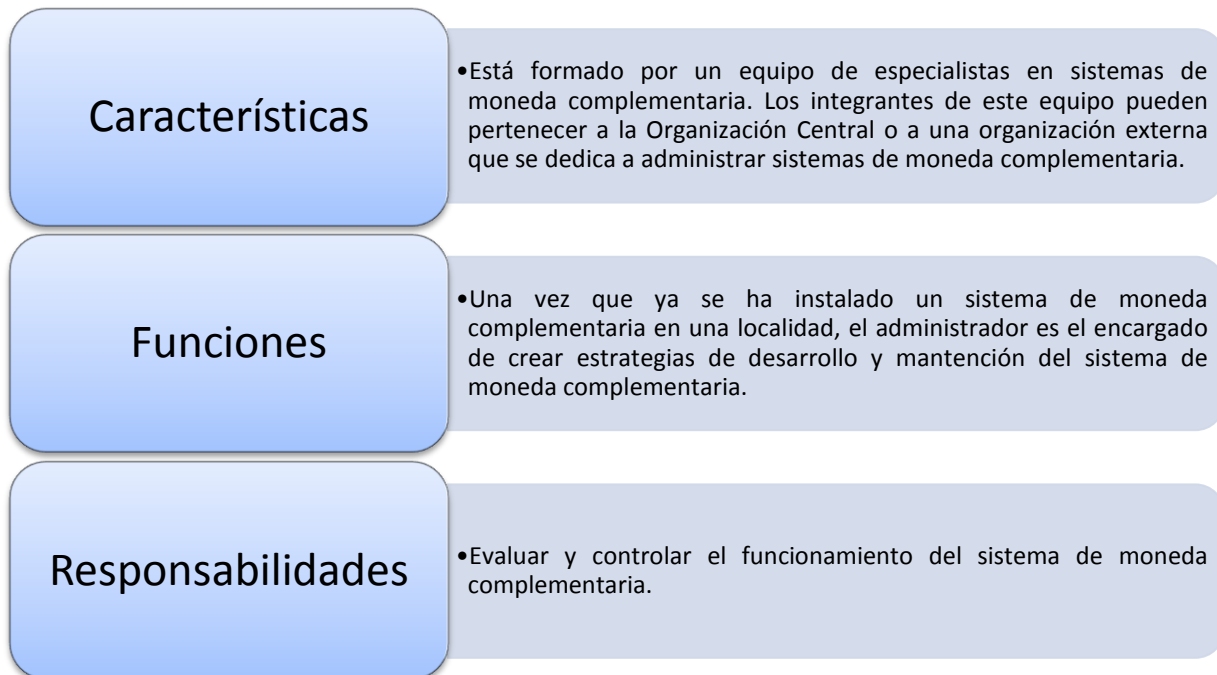 Características
•Está formado por un equipo de especialistas en sistemas de
moneda complementaria. Los integrantes de este equipo pueden
pertenecer a la Organización Central o a una organización externa
que se dedica a administrar sistemas de moneda complementaria.
Funciones
•Una vez que ya se ha instalado un sistema de moneda
complementaria en una localidad, el administrador es el encargado
de crear estrategias de desarrollo y mantención del sistema de
moneda complementaria.
Responsabilidades
•Evaluar y controlar el funcionamiento del sistema de moneda
complementaria.